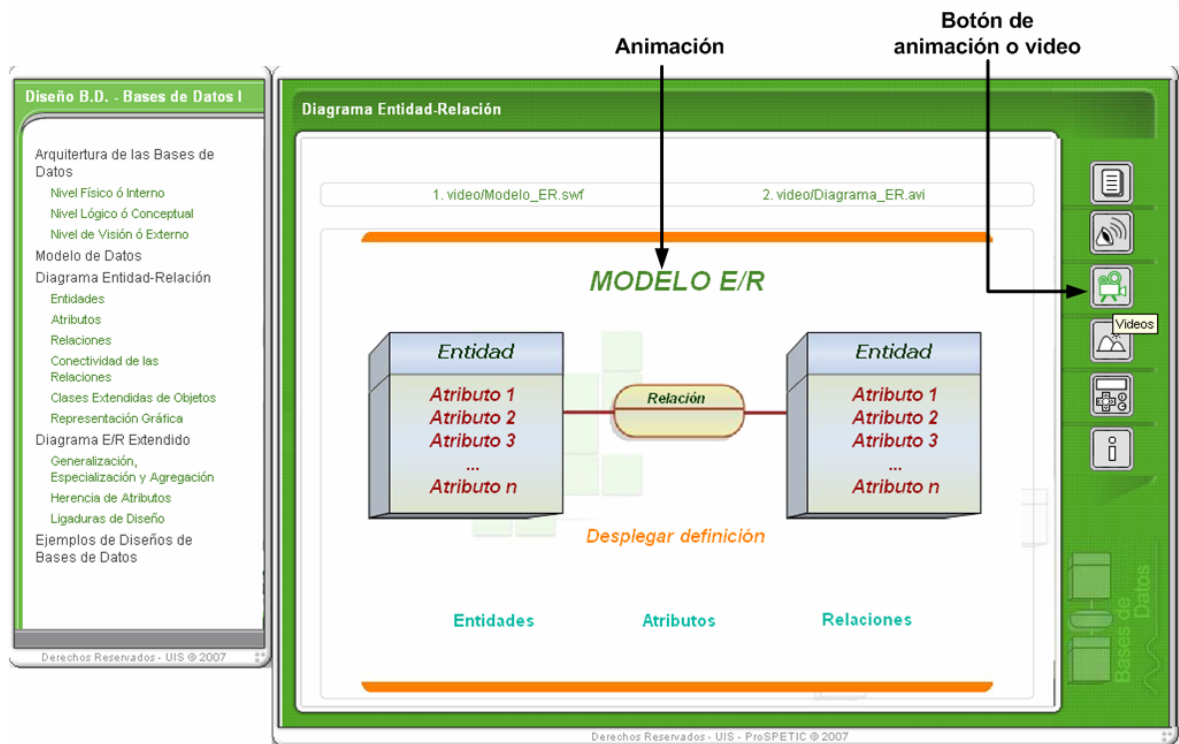 Animación
Botón de
animación o video
Diseño B.D. - Bases de Datos I
Arquitertura de las Bases de
Datos
Nivel Físico ó Interno
Nivel Lógico ó Conceptual
Nivel de Visión ó Externo
Modelo de Datos
Diagrama Entidad-Relación
Entidades
Atributos
Relaciones
Conectividad de las
Relaciones
Clases Extendidas de Objetos
Representación Gráfica
Diagrama E/R Extendido
Generalización,
Especialización y Agregación
Herencia de Atributos
Ligaduras de Diseño
Ejemplos de Diseños de
Bases de Datos
Derechos Reservados - UIS © 2007
Diagrama Entidad-Relación
1. video/Modelo_ER.swf
2. video/Diagrama_ER.avi
MODELO E/R
Entidad
Atributo 1
Atributo 2
Atributo 3
...
Atributo n
Relación
Entidad
Atributo 1
Atributo 2
Atributo 3
...
Atributo n
Desplegar definición
Entidades
Atributos
Relaciones
Videos
Bases de
Datos
Derechos Reservados - UIS - ProSPETIC © 2007